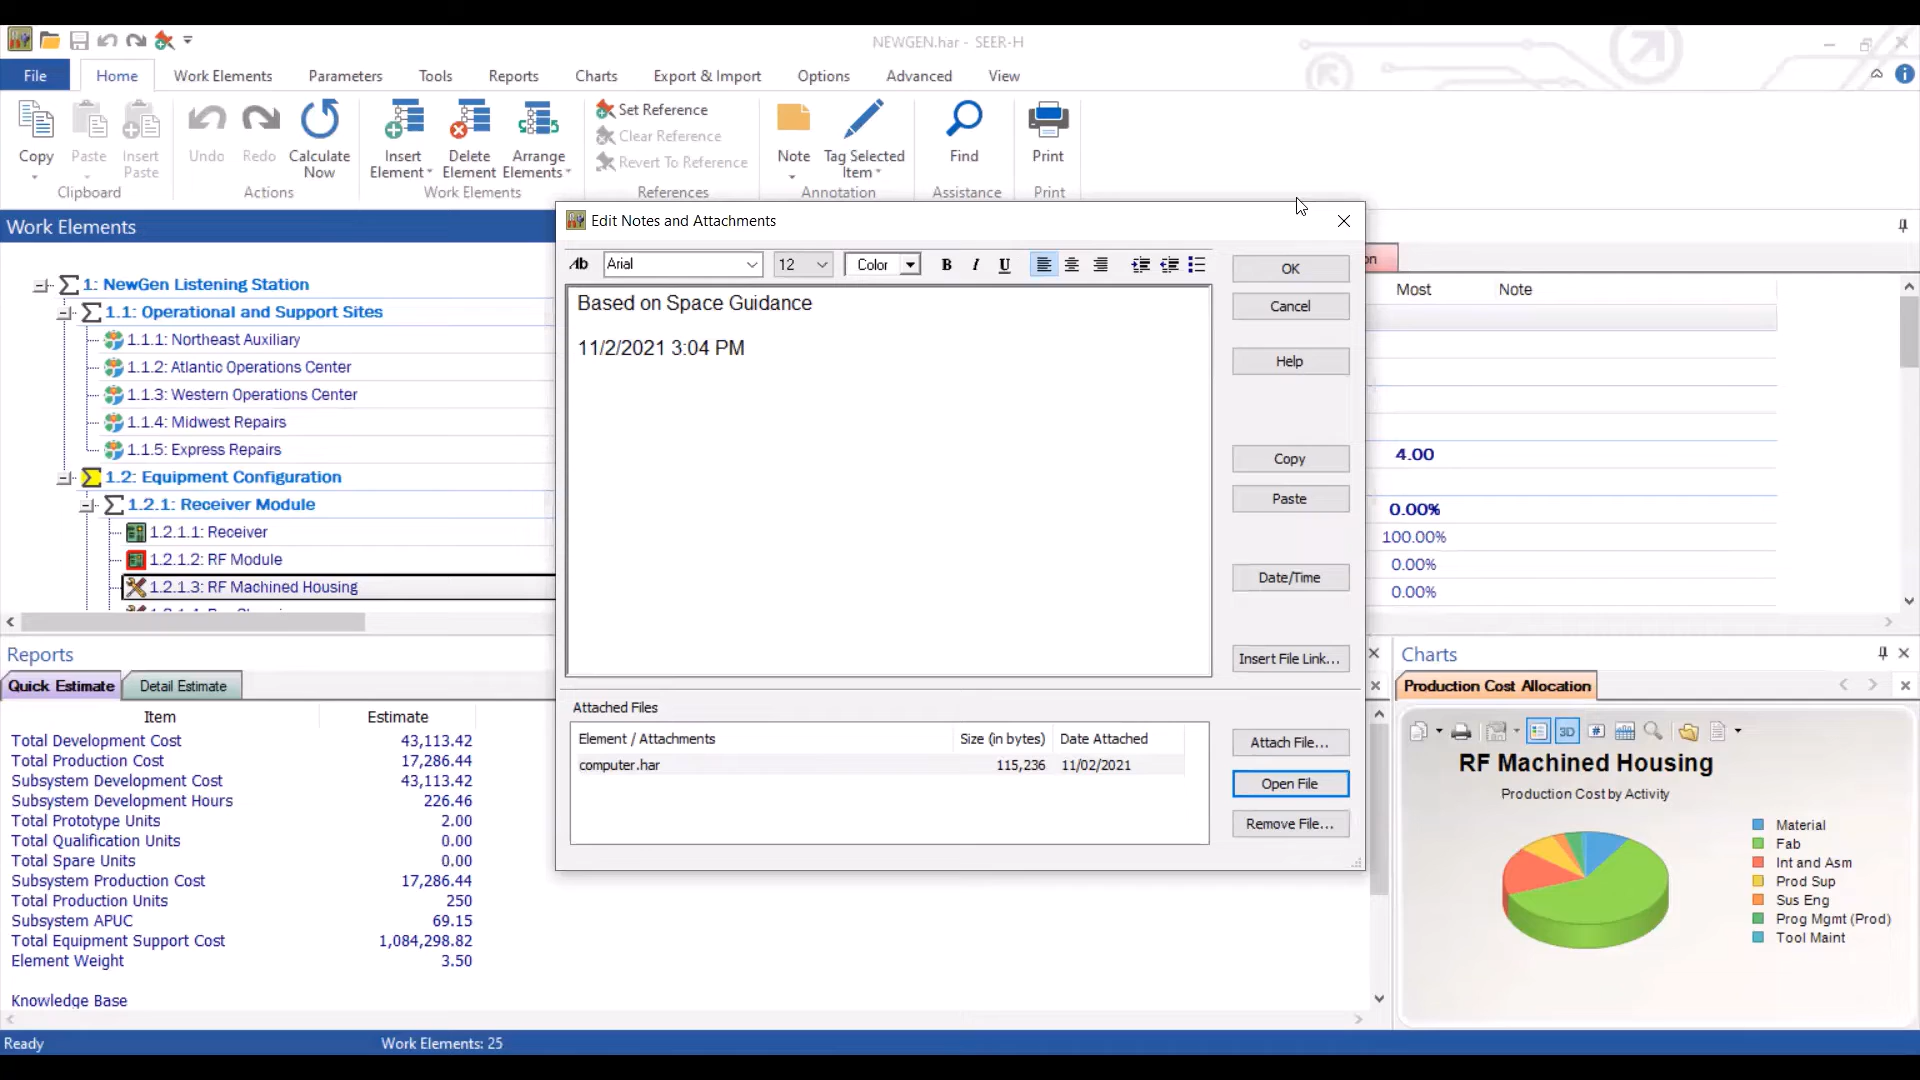 NEWGEN.har - SEER-H
File Home Work Elements Parameters Tools Reports Charts Export & Import Options Advanced View
Copy Paste Insert Paste Undo Redo Calculate Now Insert Element Delete Element Arrange Elements Set Reference Clear Reference Revert To Reference Note Tag Selected Item Find Print
Clipboard Actions Work Elements References Annotation Assistance Print
Work Elements
1: NewGen Listening Station
1.1: Operational and Support Sites
1.1.1: Northeast Auxiliary
1.1.2: Atlantic Operations Center
1.1.3: Western Operations Center
1.1.4: Midwest Repairs
1.1.5: Express Repairs
1.2: Equipment Configuration
1.2.1: Receiver Module
1.2.1.1: Receiver
1.2.1.2: RF Module
1.2.1.3: RF Machined Housing
Edit Notes and Attachments
Ab Arial 12 Color B I U
Based on Space Guidance
11/2/2021 3:04 PM
OK
Cancel
Help
Copy
Paste
Date/Time
Insert File Link...
Attached Files
Element / Attachments Size (in bytes) Date Attached
computer.har 115,236 11/02/2021
Attach File...
Open File
Remove File...
on
Most Note
4.00
0.00%
100.00%
0.00%
0.00%
Reports
Quick Estimate Detail Estimate
Item Estimate
Total Development Cost 43,113.42
Total Production Cost 17,286.44
Subsystem Development Cost 43,113.42
Subsystem Development Hours 226.46
Total Prototype Units 2.00
Total Qualification Units 0.00
Total Spare Units 0.00
Subsystem Production Cost 17,286.44
Total Production Units 250
Subsystem APUC 69.15
Total Equipment Support Cost 1,084,298.82
Element Weight 3.50
Knowledge Base
Charts
Production Cost Allocation
3D #
RF Machined Housing
Production Cost by Activity
Material
Fab
Int and Asm
Prod Sup
Sus Eng
Prog Mgmt (Prod)
Tool Maint
Ready Work Elements: 25